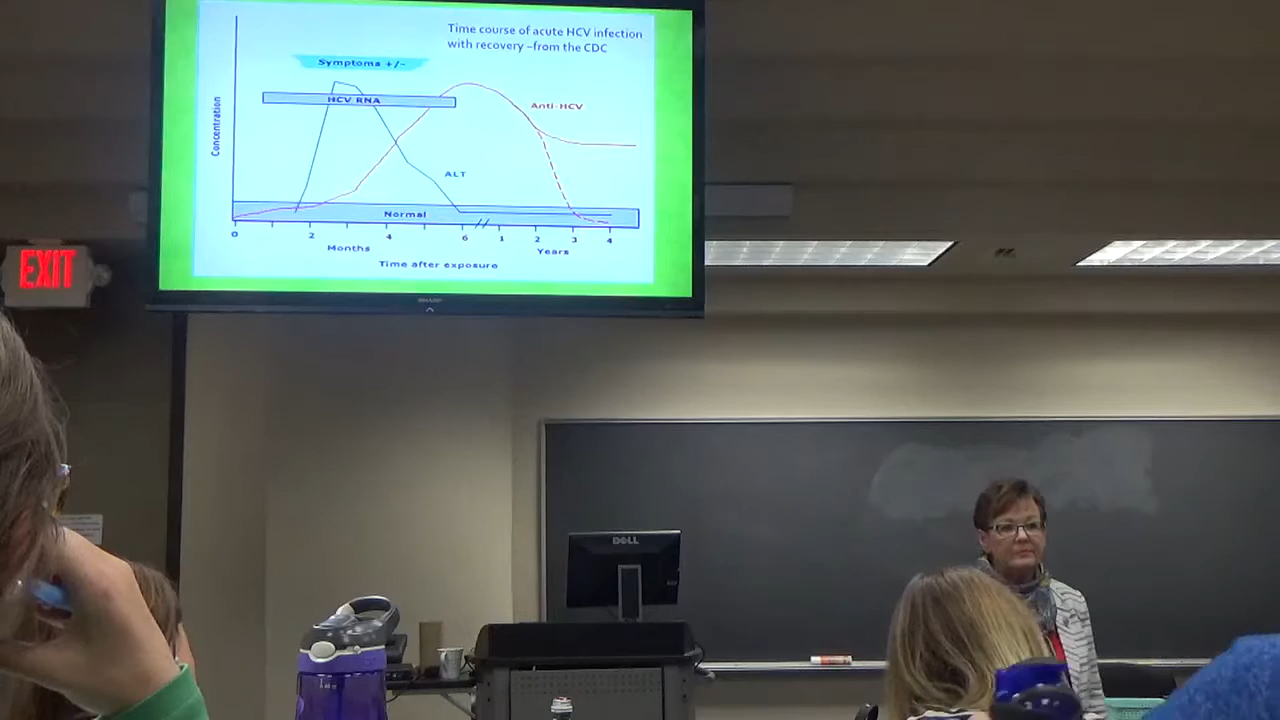 Time course of acute HCV infection
with recovery –from the CDC
Symptoms +/-
HCV RNA
Anti-HCV
Concentration
ALT
Normal
0 2 4 6 1 2 3 4
Months Years
Time after exposure
SHARP
EXIT
DELL